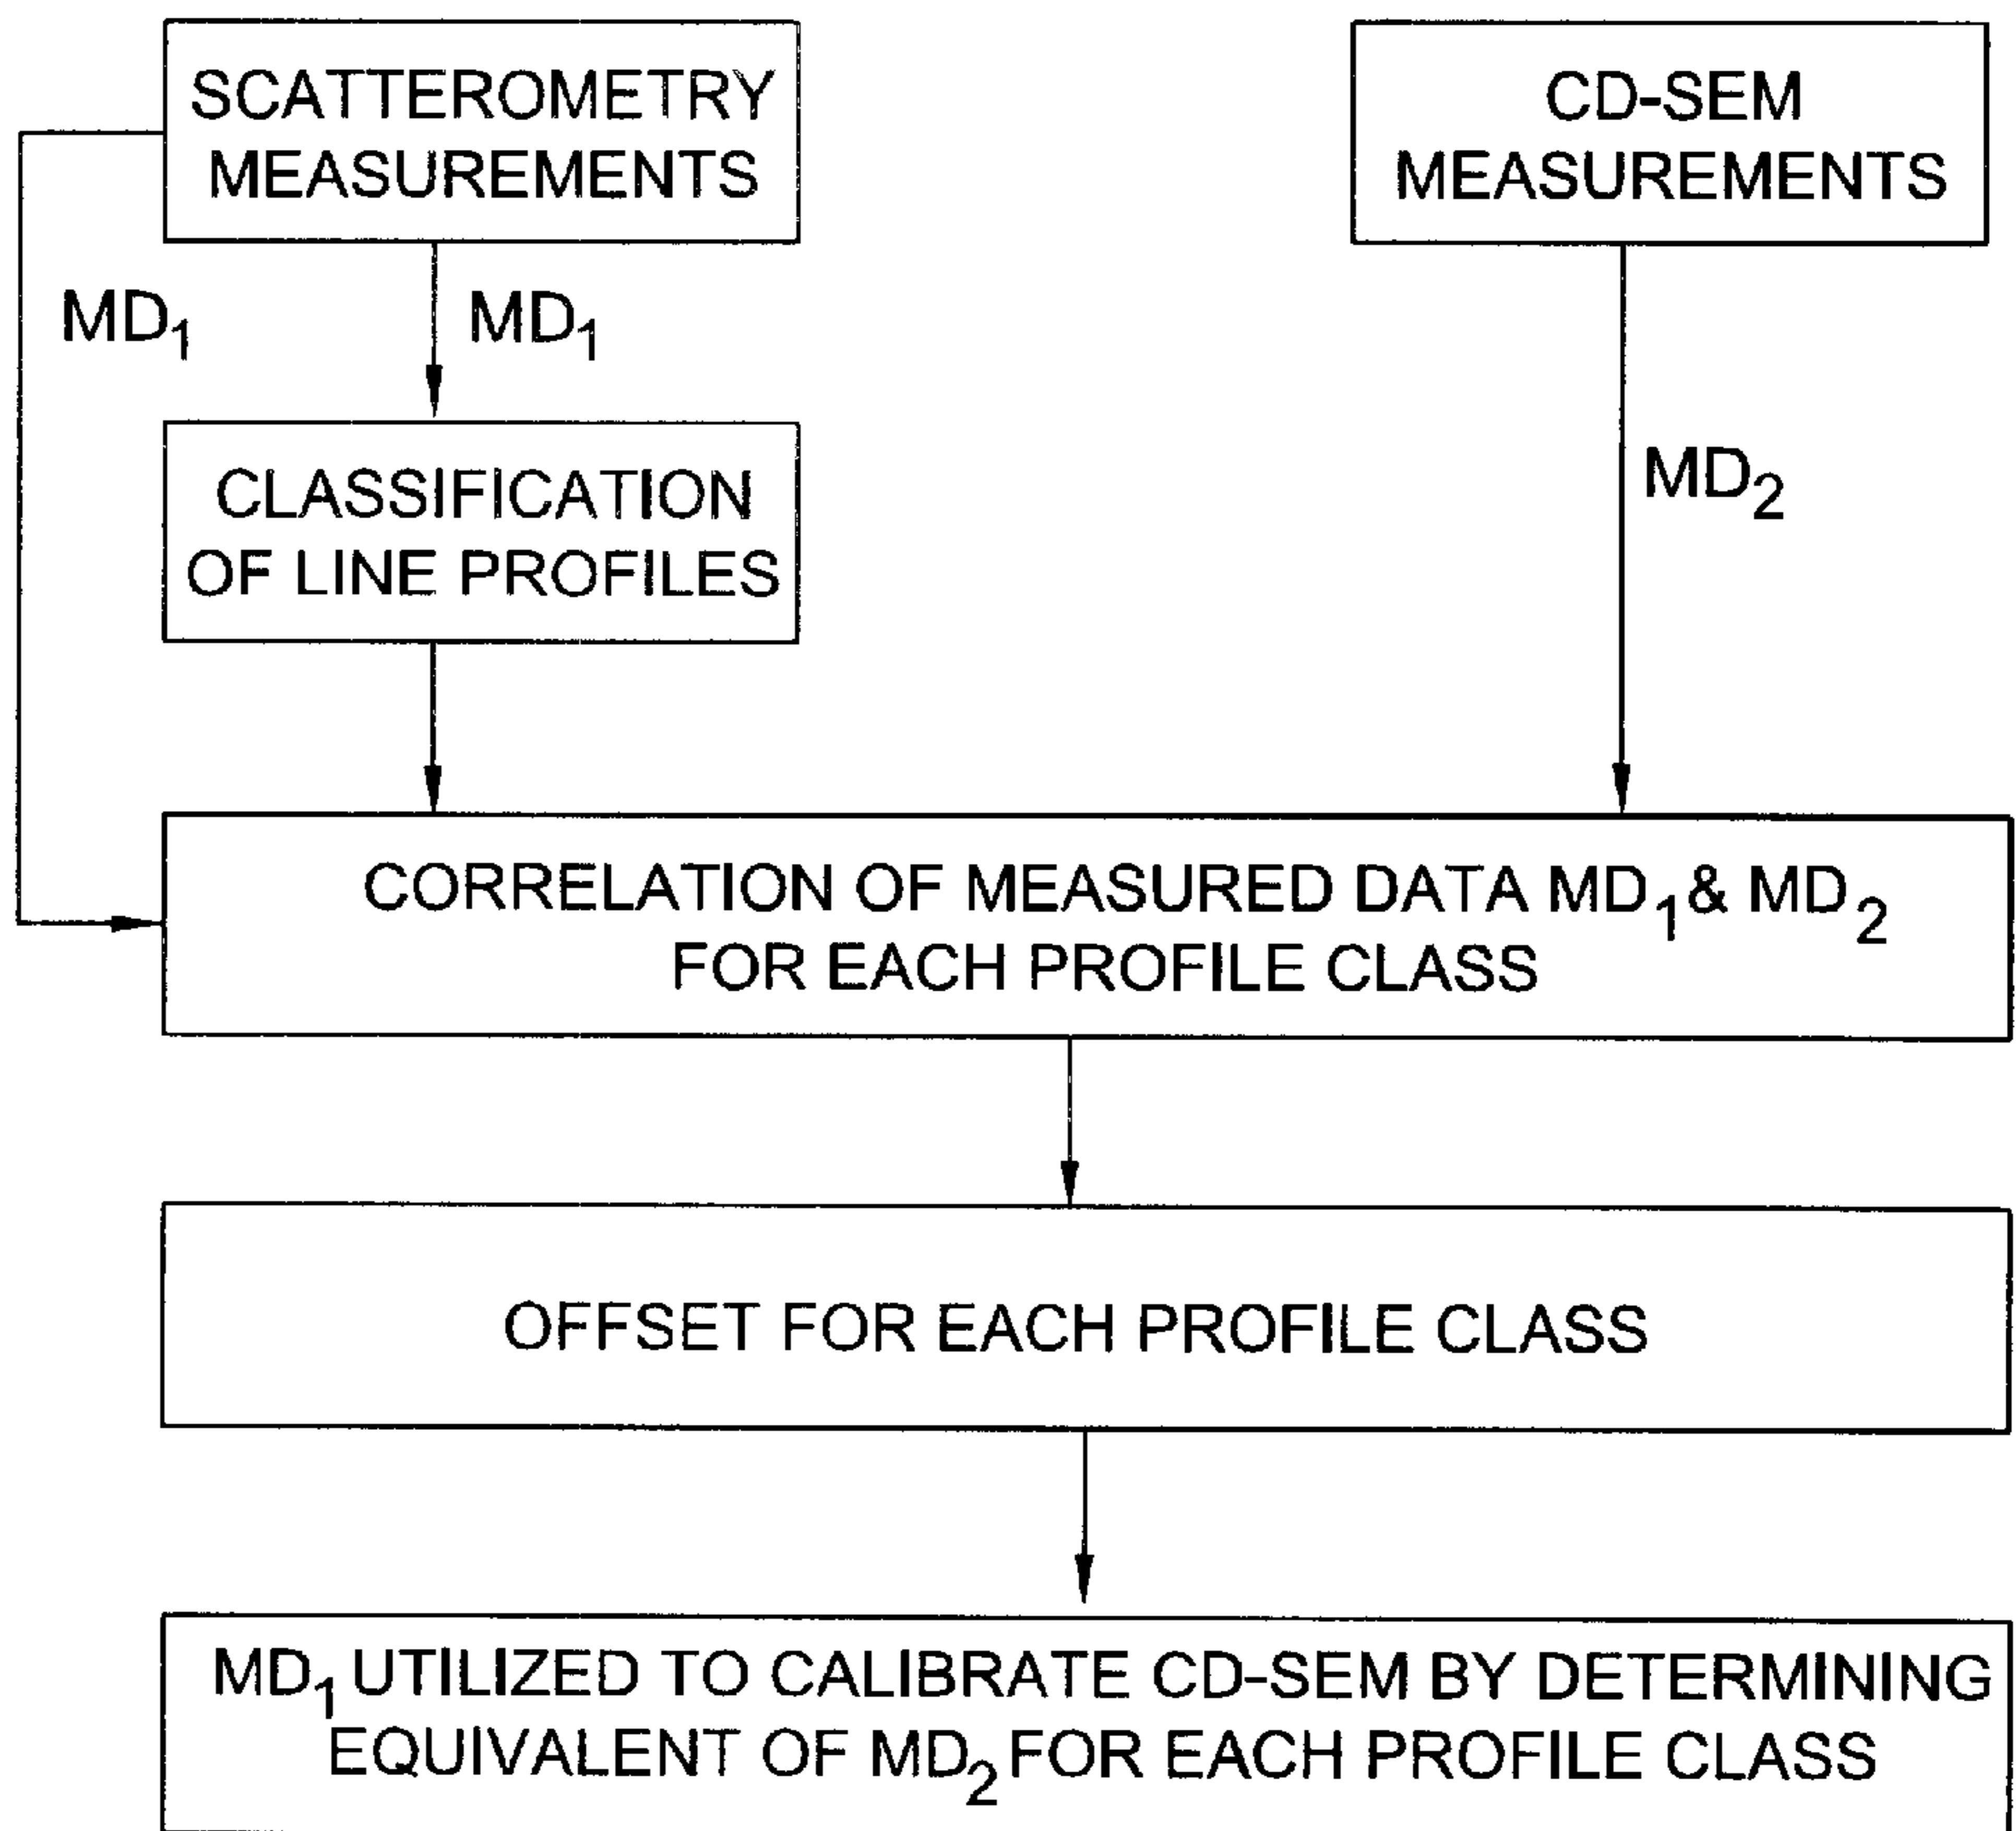 SCATTEROMETRY
MEASUREMENTS
CD-SEM
MEASUREMENTS
MD₁
MD₁
CLASSIFICATION
OF LINE PROFILES
MD₂
CORRELATION OF MEASURED DATA MD₁ & MD₂
FOR EACH PROFILE CLASS
OFFSET FOR EACH PROFILE CLASS
MD₁ UTILIZED TO CALIBRATE CD-SEM BY DETERMINING
EQUIVALENT OF MD₂ FOR EACH PROFILE CLASS